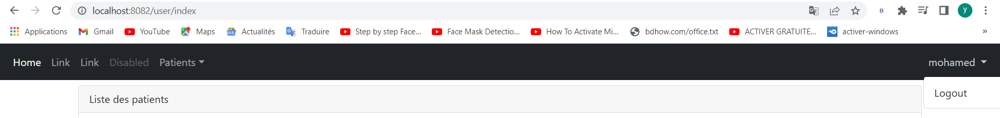 localhost:8082/user/index
B
y
Applications Gmail YouTube Maps Actualités Traduire Step by step Face... Face Mask Detectio... How To Activate Mi... bdhow.com/office.txt ACTIVER GRATUITE... activer-windows »
Home Link Link Disabled Patients mohamed
Logout
Liste des patients